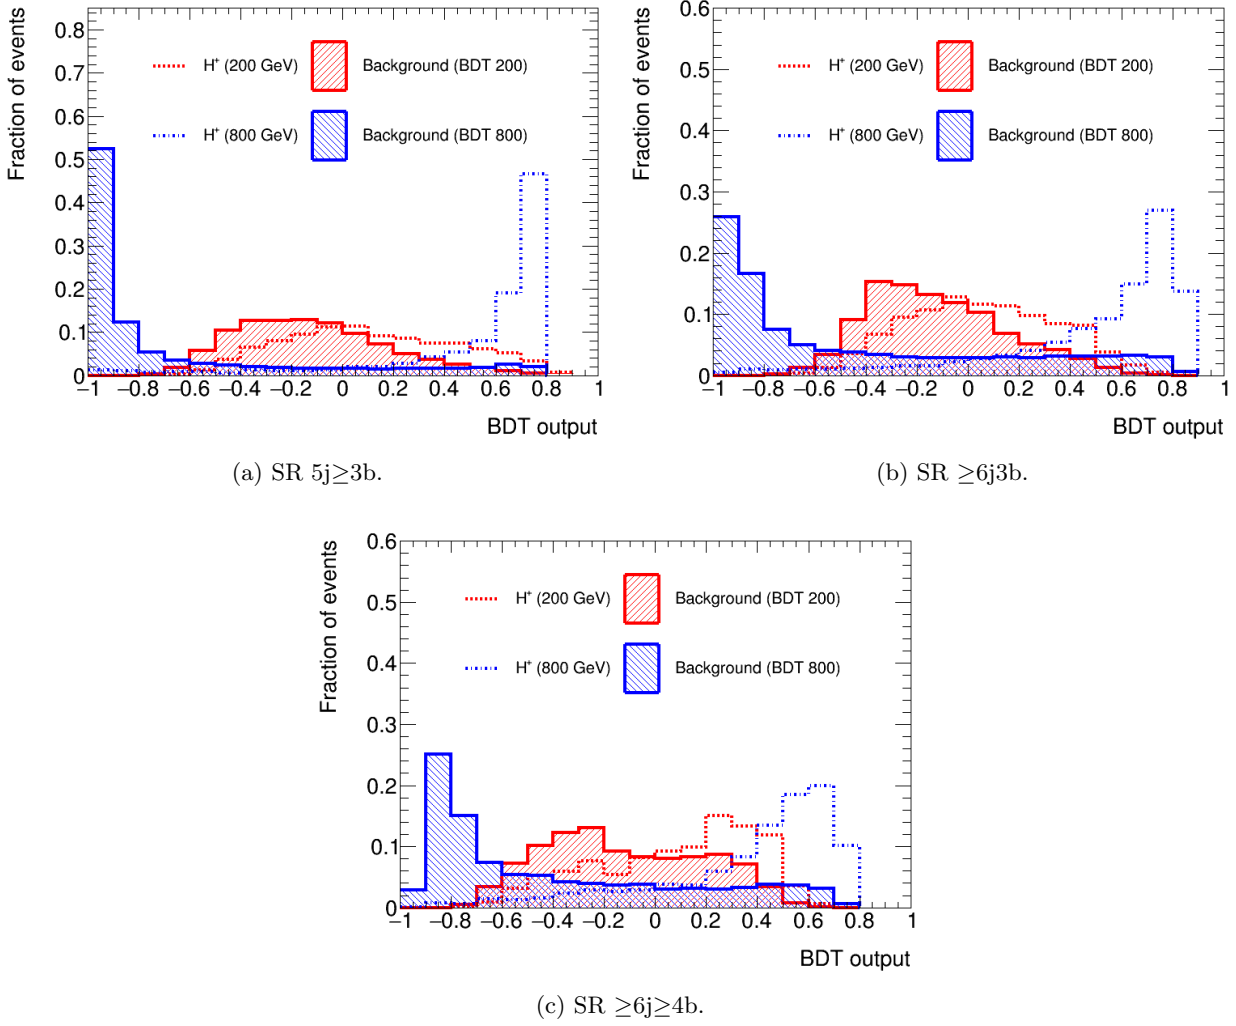 Fraction of events
0.8
0.7
0.6
0.5
0.4
0.3
0.2
0.1
0
H⁺ (200 GeV) Background (BDT 200)
H⁺ (800 GeV) Background (BDT 800)
−1 −0.8 −0.6 −0.4 −0.2 0 0.2 0.4 0.6 0.8 1
BDT output
(a) SR 5j≥3b.
Fraction of events
0.6
0.5
0.4
0.3
0.2
0.1
0
H⁺ (200 GeV) Background (BDT 200)
H⁺ (800 GeV) Background (BDT 800)
−1 −0.8 −0.6 −0.4 −0.2 0 0.2 0.4 0.6 0.8 1
BDT output
(b) SR ≥6j3b.
Fraction of events
0.6
0.5
0.4
0.3
0.2
0.1
0
H⁺ (200 GeV) Background (BDT 200)
H⁺ (800 GeV) Background (BDT 800)
−1 −0.8 −0.6 −0.4 −0.2 0 0.2 0.4 0.6 0.8 1
BDT output
(c) SR ≥6j≥4b.